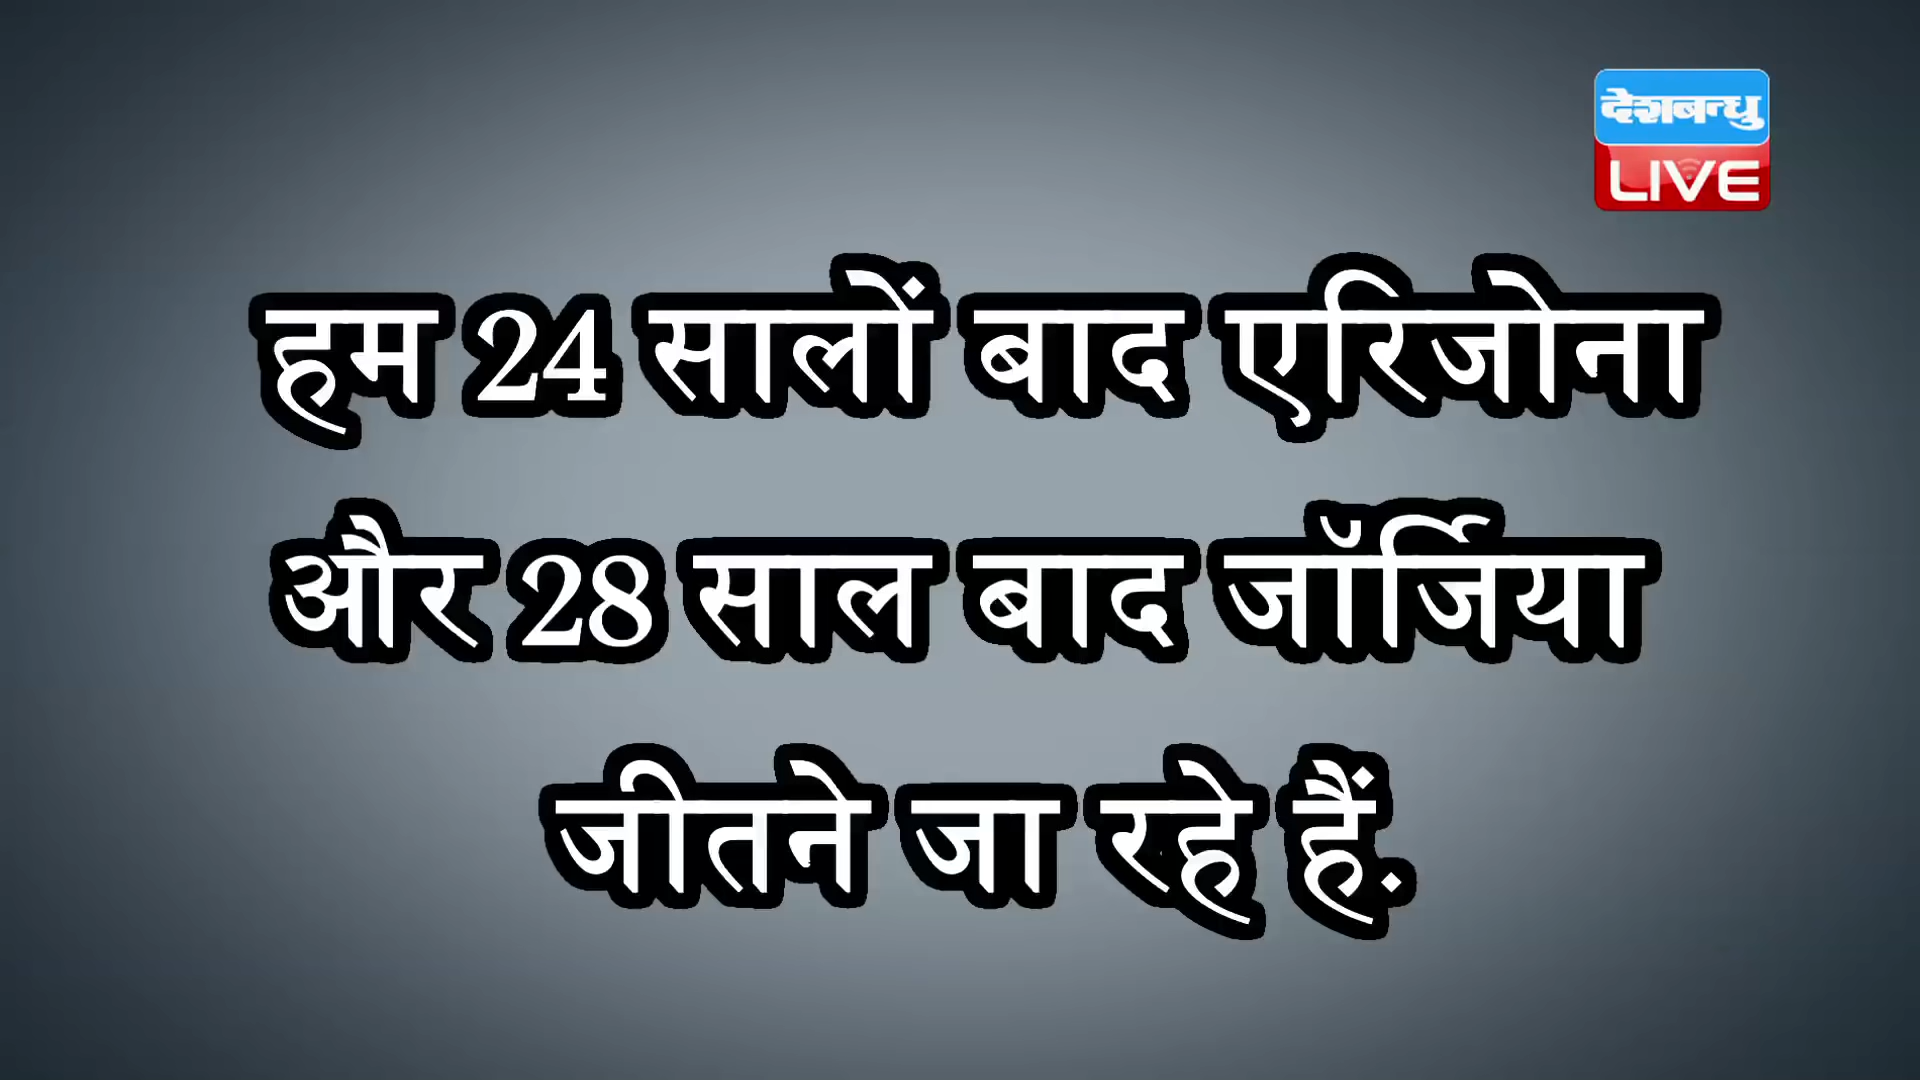 देशबन्धु
LIVE
हम 24 सालों बाद एरिजोना
और 28 साल बाद जॉर्जिया
जीतने जा रहे हैं.